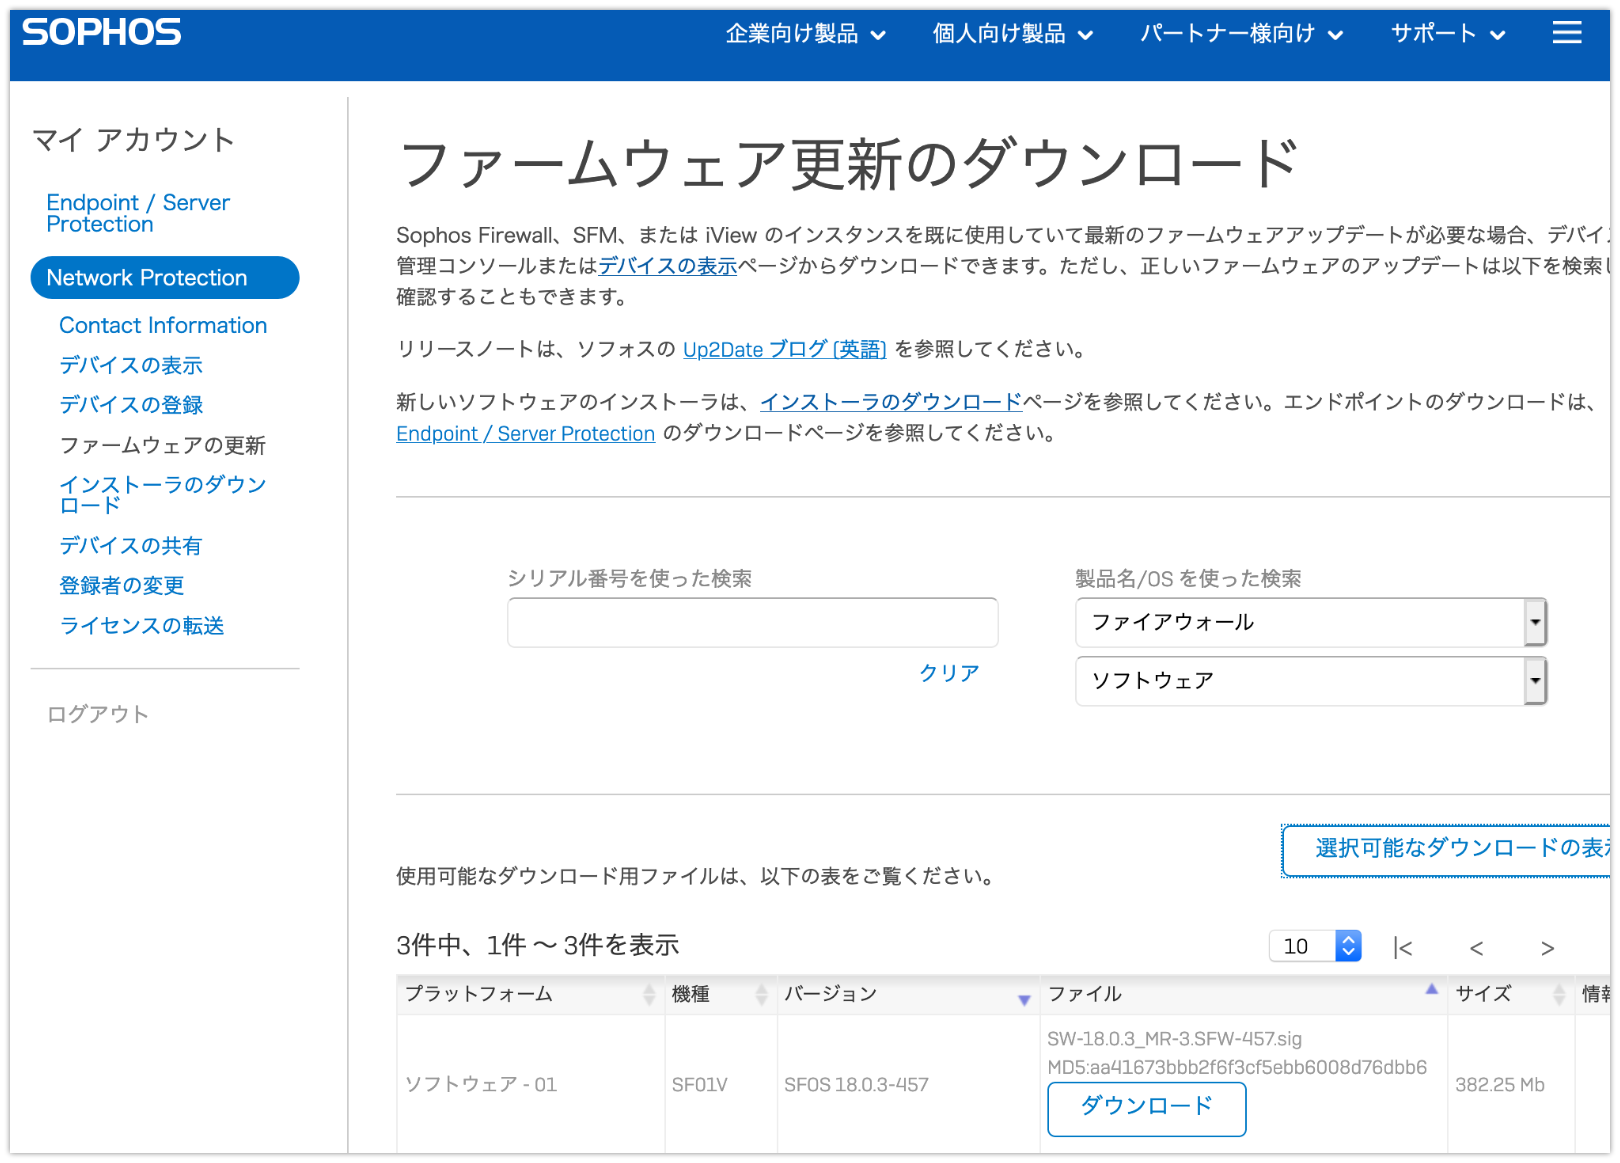 SOPHOS
企業向け製品
個人向け製品
パートナー様向け
サポート
マイ アカウント
Endpoint / Server
Protection
Network Protection
Contact Information
デバイスの表示
デバイスの登録
ファームウェアの更新
インストーラのダウン
ロード
デバイスの共有
登録者の変更
ライセンスの転送
ログアウト
ファームウェア更新のダウンロード
Sophos Firewall、SFM、または iView のインスタンスを既に使用していて最新のファームウェアアップデートが必要な場合、デバイ
管理コンソールまたはデバイスの表示ページからダウンロードできます。ただし、正しいファームウェアのアップデートは以下を検索し
確認することもできます。
リリースノートは、ソフォスの Up2Date ブログ (英語) を参照してください。
新しいソフトウェアのインストーラは、インストーラのダウンロードページを参照してください。エンドポイントのダウンロードは、
Endpoint / Server Protection のダウンロードページを参照してください。
シリアル番号を使った検索
クリア
製品名/OS を使った検索
ファイアウォール
ソフトウェア
選択可能なダウンロードの表
使用可能なダウンロード用ファイルは、以下の表をご覧ください。
3件中、1件 〜 3件を表示
10
|<
<
>
プラットフォーム 機種 バージョン ファイル サイズ 情報
SW-18.0.3_MR-3.SFW-457.sig
MD5:aa41673bbb2f6f3cf5ebb6008d76dbb6
ソフトウェア - 01 SF01V SFOS 18.0.3-457 382.25 Mb
ダウンロード